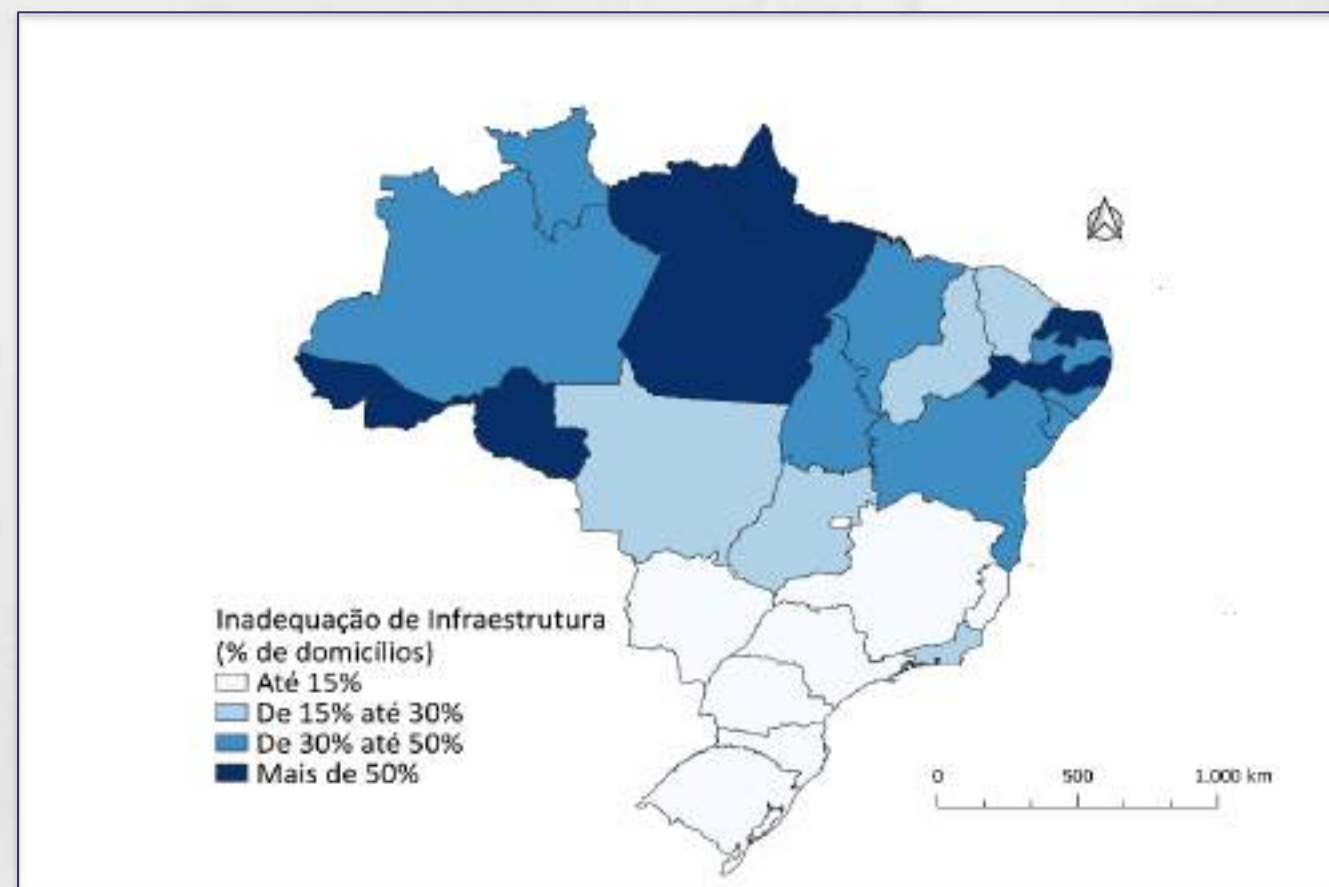 Inadequação de Infraestrutura
(% de domicílios)
Até 15%
De 15% até 30%
De 30% até 50%
Mais de 50%
0 500 1.000 km